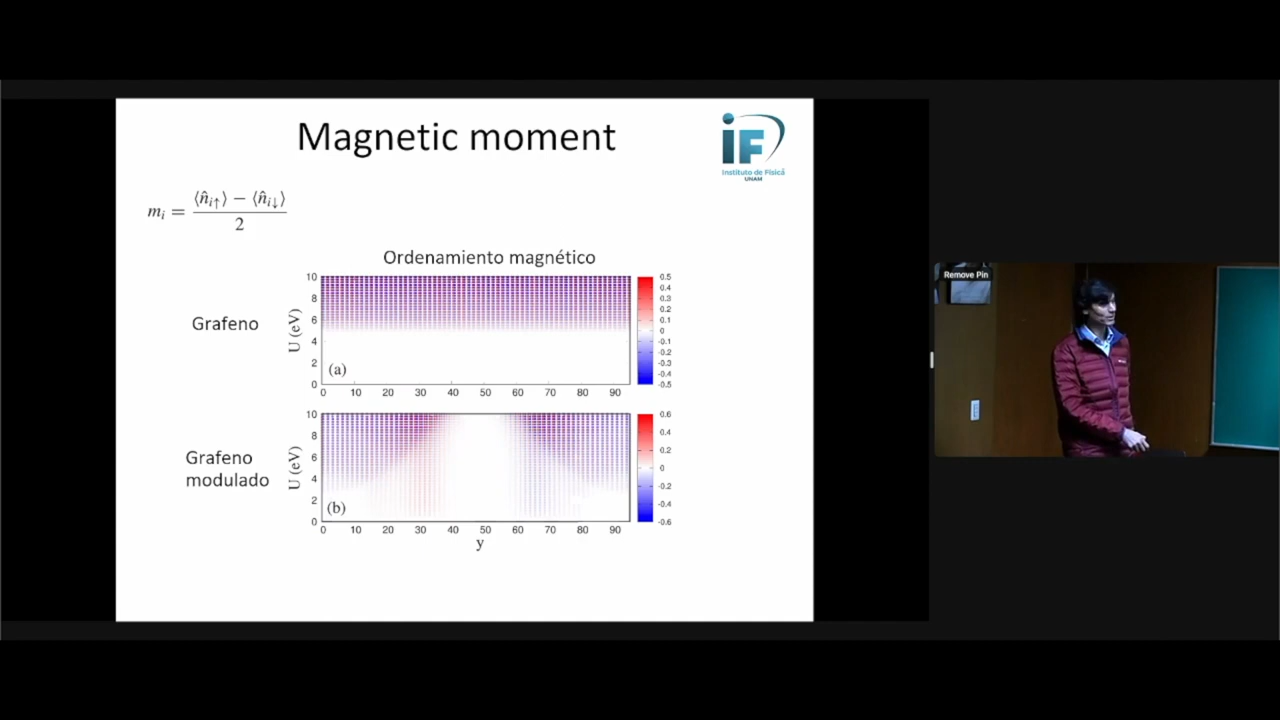 Magnetic moment
iF
Instituto de Física
UNAM
m_i = (⟨n̂_{i↑}⟩ − ⟨n̂_{i↓}⟩) / 2
Ordenamiento magnético
Grafeno
U (eV)
10
8
6
4
2
0
(a)
0 10 20 30 40 50 60 70 80 90
0.5
0.4
0.3
0.2
0.1
0
-0.1
-0.2
-0.3
-0.4
-0.5
Grafeno
modulado
U (eV)
10
8
6
4
2
0
(b)
0 10 20 30 40 50 60 70 80 90
y
0.6
0.4
0.2
0
-0.2
-0.4
-0.6
Remove Pin